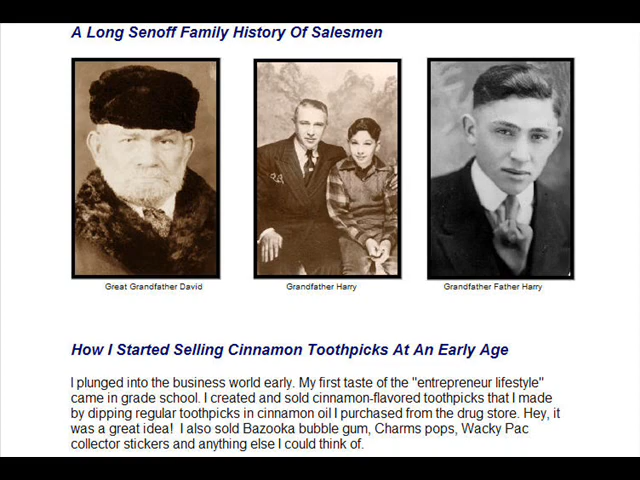 A Long Senoff Family History Of Salesmen
Great Grandfather David
Grandfather Harry
Grandfather Father Harry
How I Started Selling Cinnamon Toothpicks At An Early Age
I plunged into the business world early. My first taste of the "entrepreneur lifestyle"
came in grade school. I created and sold cinnamon-flavored toothpicks that I made
by dipping regular toothpicks in cinnamon oil I purchased from the drug store. Hey, it
was a great idea!  I also sold Bazooka bubble gum, Charms pops, Wacky Pac
collector stickers and anything else I could think of.